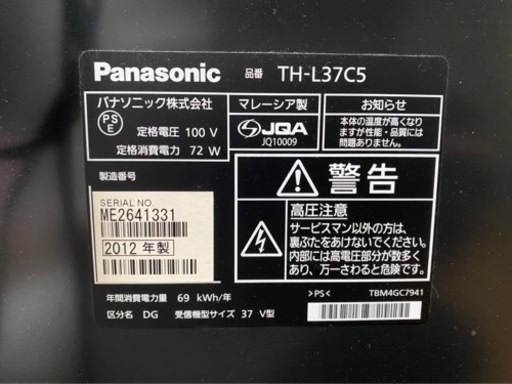 Panasonic 品番 TH-L37C5
パナソニック株式会社
PS
E
定格電圧 100 V
定格消費電力 72 W
製造番号
SERIAL NO
ME2641331
2012 年製
年間消費電力量 69 kWh/年
区分名 DG 受信機型サイズ 37 V型
マレーシア製
JQA
JQ10009
お知らせ
本体の温度が高くなり
ますが性能・品質には
問題ありません。
警告
高圧注意
サービスマン以外の方は、
裏ぶたをあけないでください。
内部には高電圧部分が数多く
あり、万一さわると危険です。
>PS<
TBM4GC7941